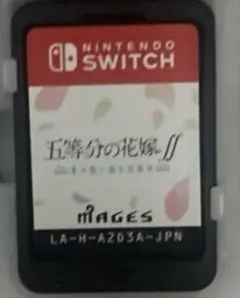 NINTENDO
SWITCH
五等分の花嫁∬
MAGES
LA-H-A2D3A-JPN